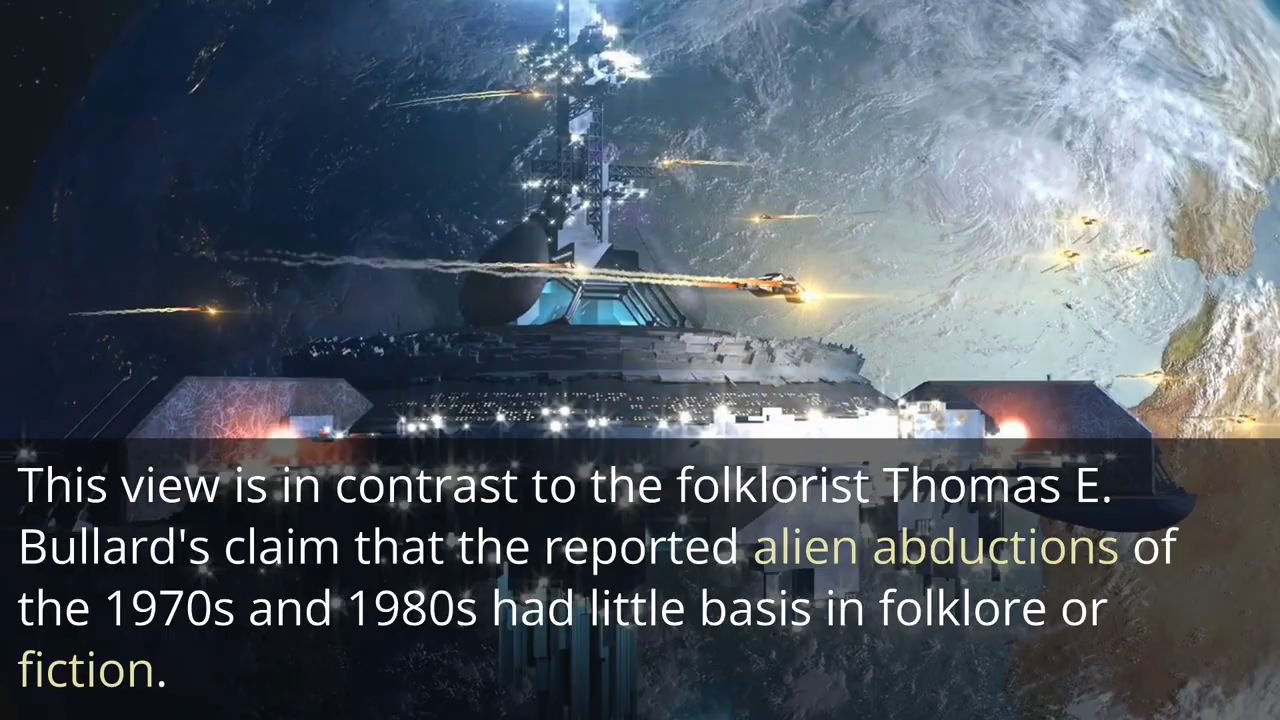 This view is in contrast to the folklorist Thomas E.
Bullard's claim that the reported alien abductions of
the 1970s and 1980s had little basis in folklore or
fiction.